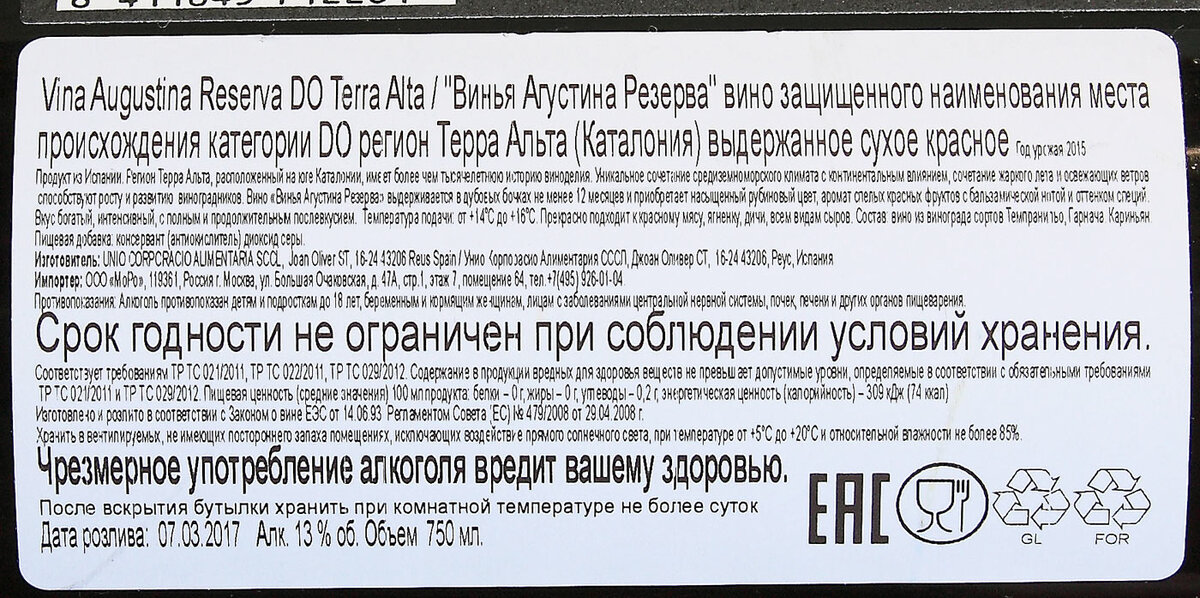 Vina Augustina Reserva DO Terra Alta / "Винья Агустина Резерва" вино защищенного наименования места
происхождения категории DO регион Терра Альта (Каталония) выдержанное сухое красное Год урожая 2015
Продукт из Испании. Регион Терра Альта, расположенный на юге Каталонии, имеет более чем тысячелетнюю историю виноделия. Уникальное сочетание средиземноморского климата с континентальным влиянием, сочетание жаркого лета и освежающих ветров
способствуют росту и развитию виноградников. Вино «Винья Агустина Резерва» выдерживается в дубовых бочках не менее 12 месяцев и приобретает насыщенный рубиновый цвет, аромат спелых красных фруктов с бальзамической нотой и оттенком специй.
Вкус богатый, интенсивный, с полным и продолжительным послевкусием. Температура подачи: от +14°C до +16°C. Прекрасно подходит к красному мясу, ягненку, дичи, всем видам сыров. Состав: вино из винограда сортов Темпранильо, Гарнача, Кариньян.
Пищевая добавка: консервант (антиокислитель) диоксид серы.
Изготовитель: UNIO CORPORACIO ALIMENTARIA SCCL, Joan Oliver ST, 16-24 43206 Reus Spain / Унио Корпорасио Алиментария СССЛ, Джоан Оливер СТ, 16-24 43206, Реус, Испания
Импортер: ООО «МоРо», 119361, Россия г. Москва, ул. Большая Очаковская, д. 47А, стр.1, этаж 7, помещение 64, тел.+7(495) 926-01-04.
Противопоказания: Алкоголь противопоказан детям и подросткам до 18 лет, беременным и кормящим женщинам, лицам с заболеваниями центральной нервной системы, почек, печени и других органов пищеварения.
Срок годности не ограничен при соблюдении условий хранения.
Соответствует требованиям ТР ТС 021/2011, ТР ТС 022/2011, ТР ТС 029/2012. Содержание в продукции вредных для здоровья веществ не превышает допустимые уровни, определяемые в соответствии с обязательными требованиями
ТР ТС 021/2011 и ТР ТС 029/2012. Пищевая ценность (средние значения) 100 мл продукта: белки – 0 г, жиры – 0 г, углеводы – 0,2 г, энергетическая ценность (калорийность) – 309 кДж (74 ккал)
Изготовлено и розлито в соответствии с Законом о вине ЕЭС от 14.06.93 Регламентом Совета (ЕС) № 479/2008 от 29.04.2008 г.
Хранить в вентилируемых, не имеющих постороннего запаха помещениях, исключающих воздействие прямого солнечного света, при температуре от +5°C до +20°C и относительной влажности не более 85%.
Чрезмерное употребление алкоголя вредит вашему здоровью.
После вскрытия бутылки хранить при комнатной температуре не более суток
Дата розлива: 07.03.2017 Алк. 13 % об. Объем 750 мл.
EAC
GL
FOR